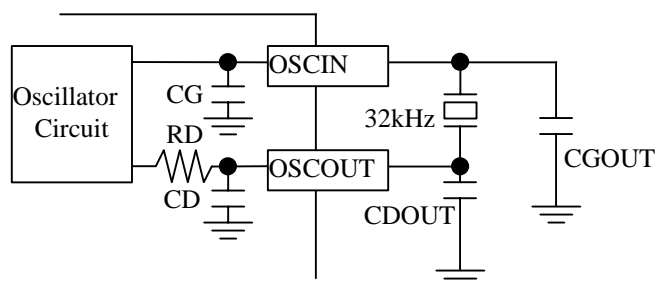 OSCIN
Oscillator
Circuit
CG
32kHz
RD
CGOUT
OSCOUT
CD
CDOUT